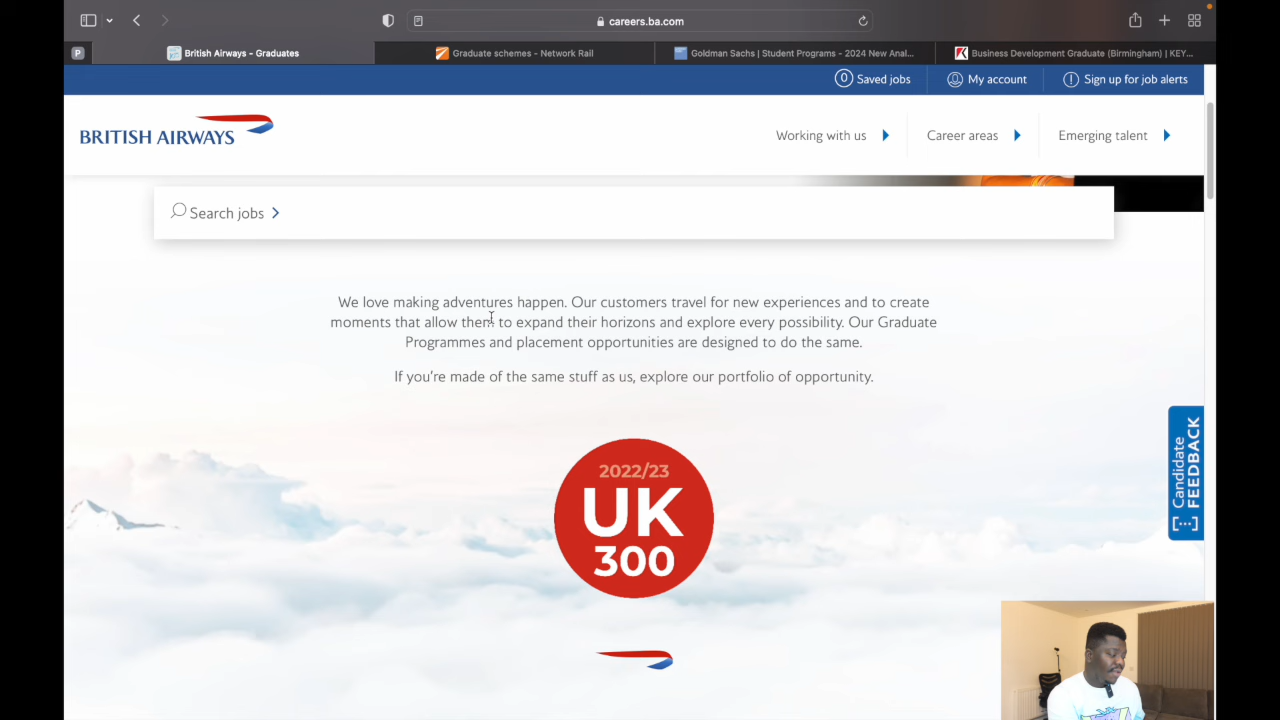 careers.ba.com
P
British Airways - Graduates
Graduate schemes - Network Rail
Goldman Sachs | Student Programs - 2024 New Anal...
Business Development Graduate (Birmingham) | KEY...
0 Saved jobs
My account
Sign up for job alerts
BRITISH AIRWAYS
Working with us
Career areas
Emerging talent
Search jobs
We love making adventures happen. Our customers travel for new experiences and to create
moments that allow them to expand their horizons and explore every possibility. Our Graduate
Programmes and placement opportunities are designed to do the same.
If you're made of the same stuff as us, explore our portfolio of opportunity.
2022/23
UK
300
Candidate
FEEDBACK